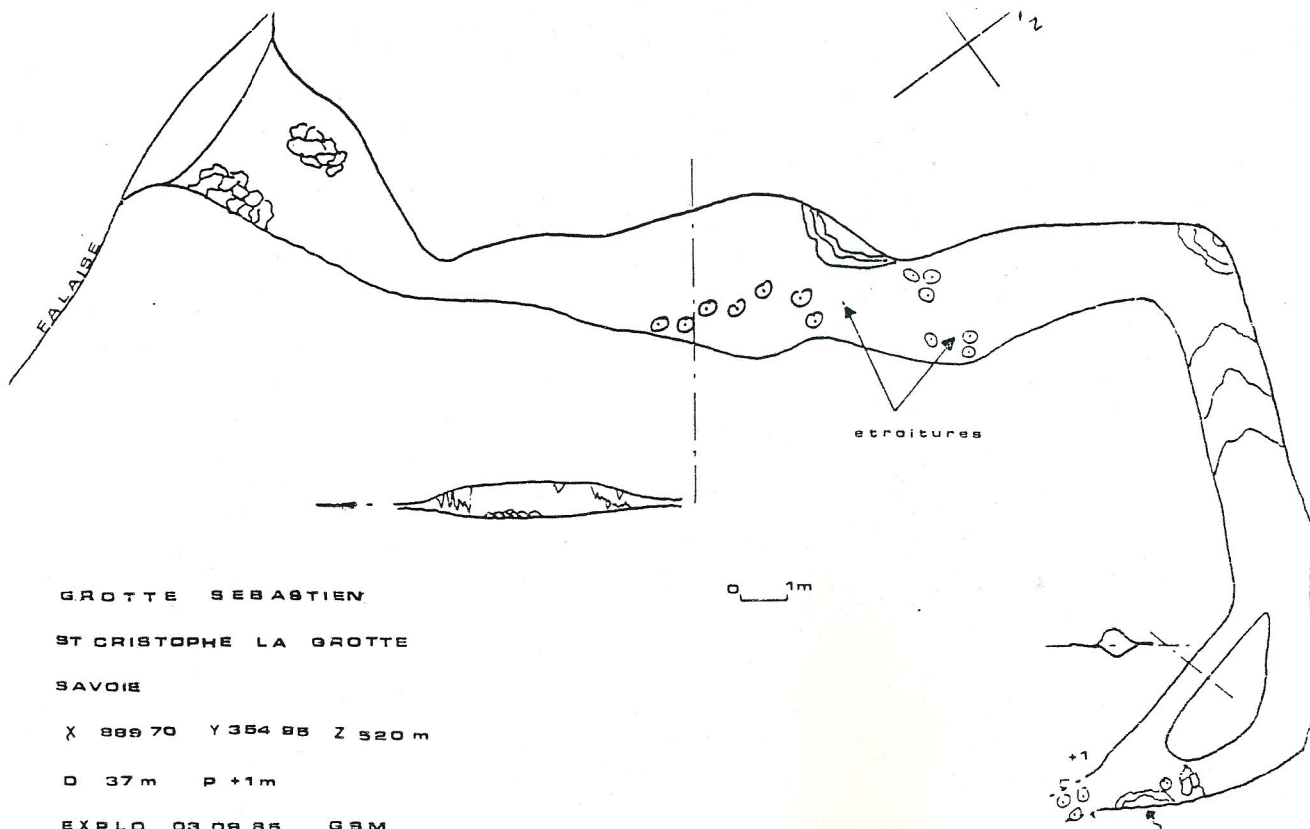 FALAISE
etroitures
0 1m
GROTTE SEBASTIEN
ST CRISTOPHE LA GROTTE
SAVOIE
X 889 70 Y 354 95 Z 520 m
D 37 m P +1m
EXPLO 03 09 85 GSM
+1